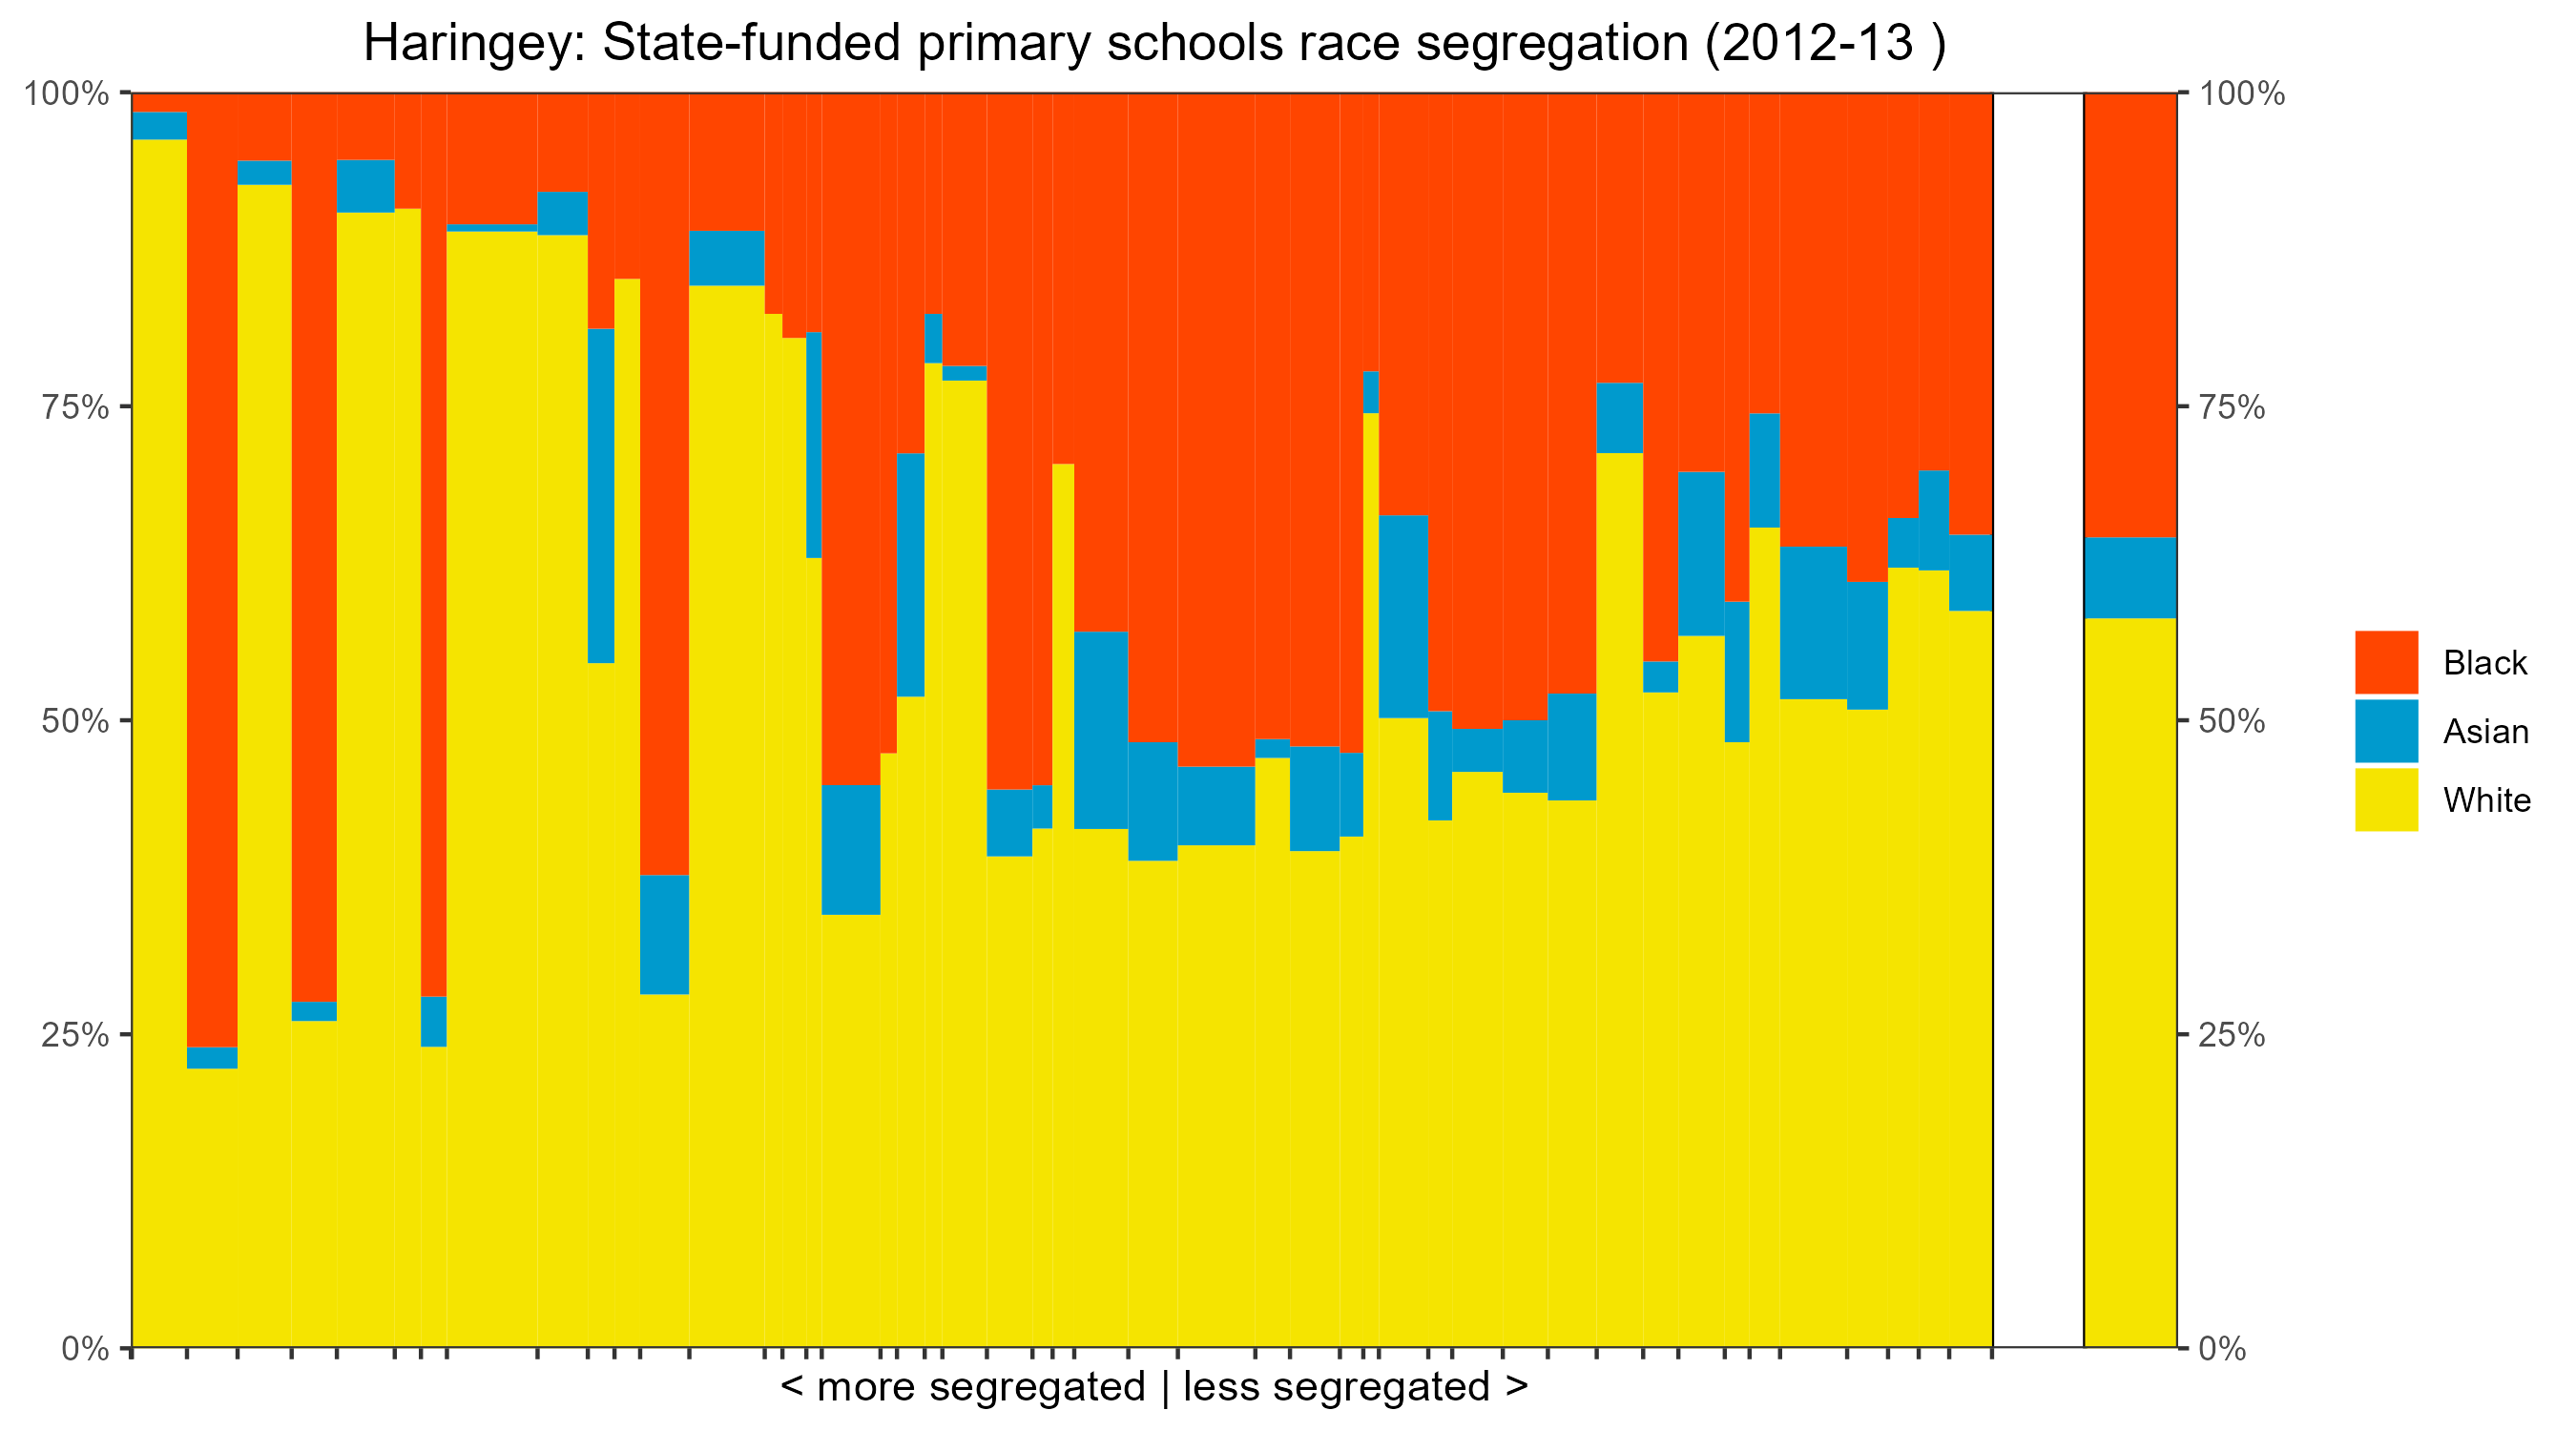 Haringey: State-funded primary schools race segregation (2012-13 )
100%
75%
50%
25%
0%
100%
75%
50%
25%
0%
Black
Asian
White
< more segregated | less segregated >